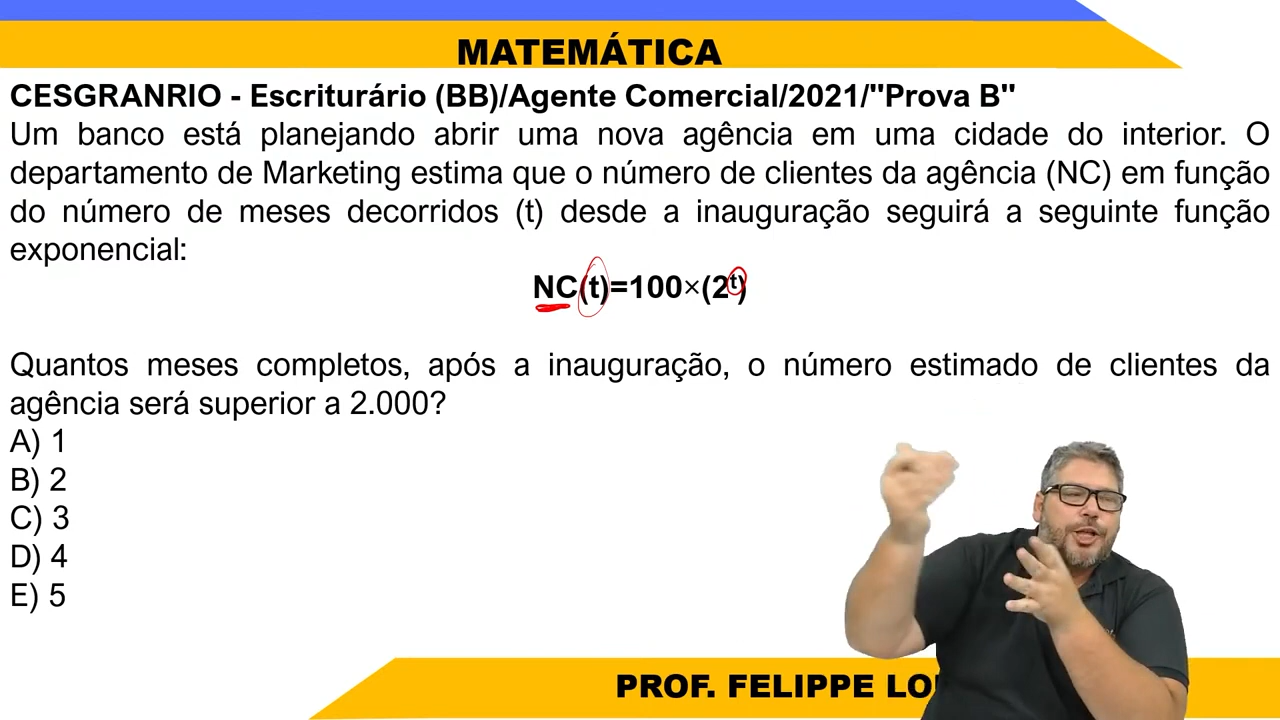 MATEMÁTICA
CESGRANRIO - Escriturário (BB)/Agente Comercial/2021/"Prova B"
Um banco está planejando abrir uma nova agência em uma cidade do interior. O
departamento de Marketing estima que o número de clientes da agência (NC) em função
do número de meses decorridos (t) desde a inauguração seguirá a seguinte função
exponencial:
NC(t)=100×(2ᵗ)
Quantos meses completos, após a inauguração, o número estimado de clientes da
agência será superior a 2.000?
A) 1
B) 2
C) 3
D) 4
E) 5
PROF. FELIPPE